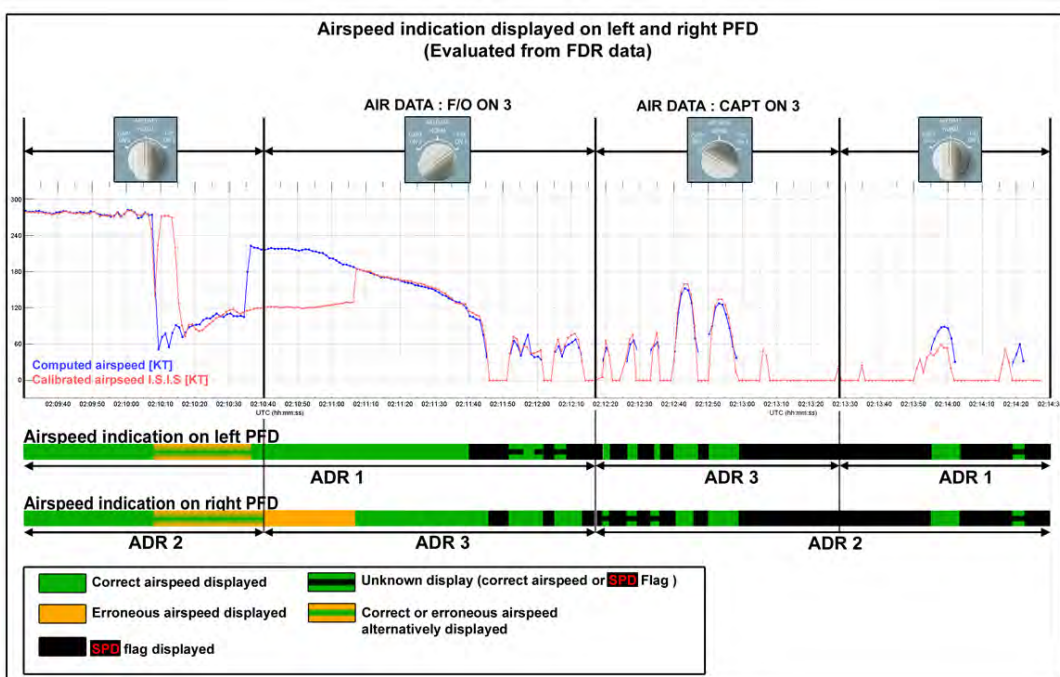 Airspeed indication displayed on left and right PFD
(Evaluated from FDR data)
AIR DATA : F/O ON 3
AIR DATA : CAPT ON 3
300
240
180
120
60
0
Computed airspeed [KT]
Calibrated airpseed I.S.I.S [KT]
02:09:40 02:09:50 02:10:00 02:10:10 02:10:20 02:10:30 02:10:40 02:10:50 02:11:00 02:11:10 02:11:20 02:11:30 02:11:40 02:11:50 02:12:00 02:12:10 02:12:20 02:12:30 02:12:40 02:12:50 02:13:00 02:13:10 02:13:20 02:13:30 02:13:40 02:13:50 02:14:00 02:14:10 02:14:20 02:14:3
UTC (hh:mm:ss) UTC (hh:mm:ss)
Airspeed indication on left PFD
ADR 1 ADR 3 ADR 1
Airspeed indication on right PFD
ADR 2 ADR 3 ADR 2
Correct airspeed displayed
Unknown display (correct airspeed or SPD Flag )
Erroneous airspeed displayed
Correct or erroneous airspeed
alternatively displayed
SPD flag displayed